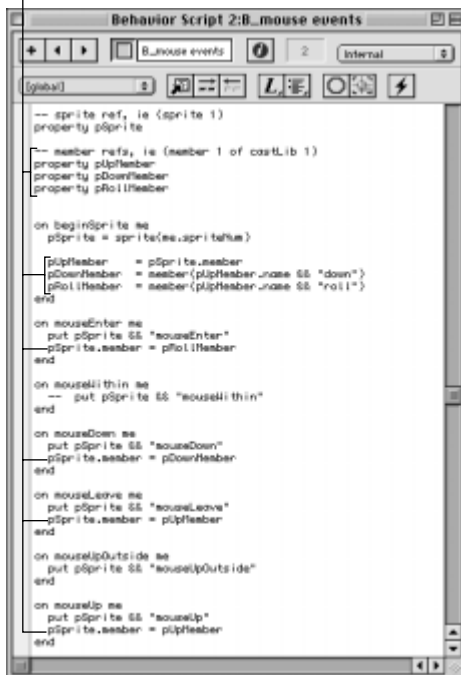 Behavior Script 2:B_mouse events
B_mouse events
2
Internal
[global]
-- sprite ref, ie (sprite 1)
property pSprite
-- member refs, ie (member 1 of castLib 1)
property pUpMember
property pDownMember
property pRollMember
on beginSprite me
pSprite = sprite(me.spriteNum)
pUpMember = pSprite.member
pDownMember = member(pUpMember.name && "down")
pRollMember = member(pUpMember.name && "roll")
end
on mouseEnter me
put pSprite && "mouseEnter"
pSprite.member = pRollMember
end
on mouseWithin me
-- put pSprite && "mouseWithin"
end
on mouseDown me
put pSprite && "mouseDown"
pSprite.member = pDownMember
end
on mouseLeave me
put pSprite && "mouseLeave"
pSprite.member = pUpMember
end
on mouseUpOutside me
put pSprite && "mouseUpOutside"
end
on mouseUp me
put pSprite && "mouseUp"
pSprite.member = pUpMember
end